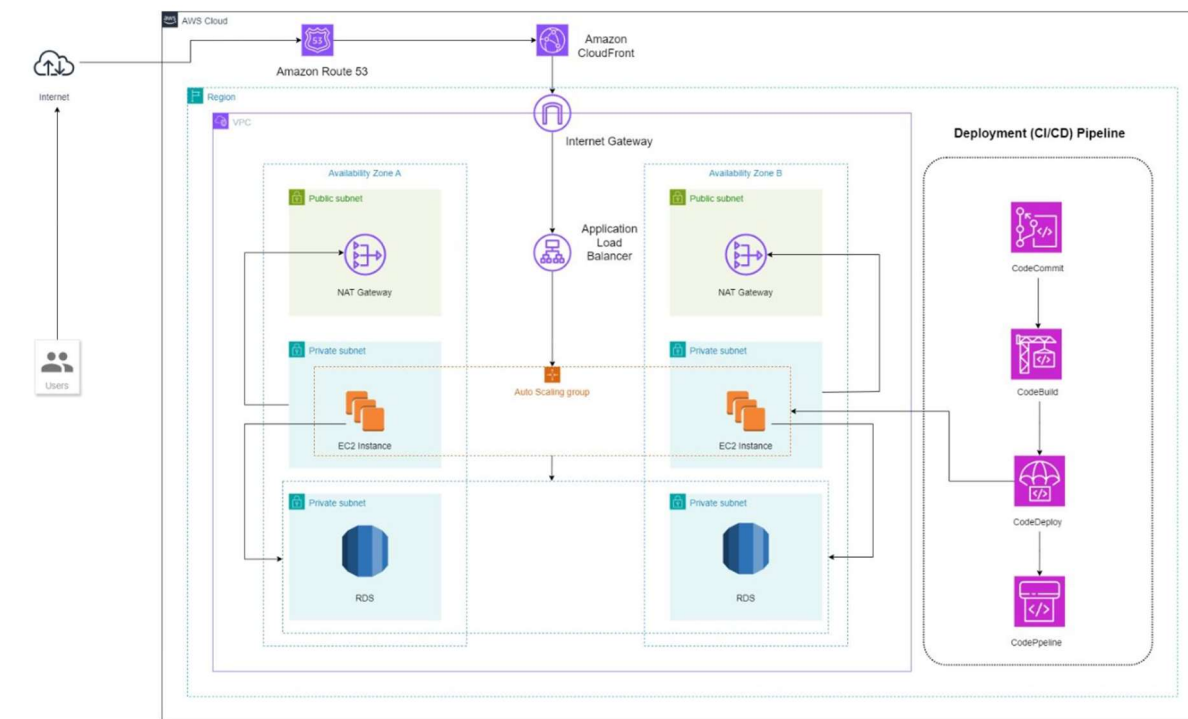 aws
AWS Cloud
53
Amazon Route 53
Amazon
CloudFront
Internet
Region
VPC
Internet Gateway
Deployment (CI/CD) Pipeline
Availability Zone A
Availability Zone B
Public subnet
Public subnet
Application
Load
Balancer
NAT Gateway
NAT Gateway
</>
CodeCommit
Private subnet
Private subnet
</>
Users
Auto Scaling group
CodeBuild
EC2 Instance
EC2 Instance
</>
Private subnet
Private subnet
CodeDeploy
RDS
RDS
</>
CodePpeline